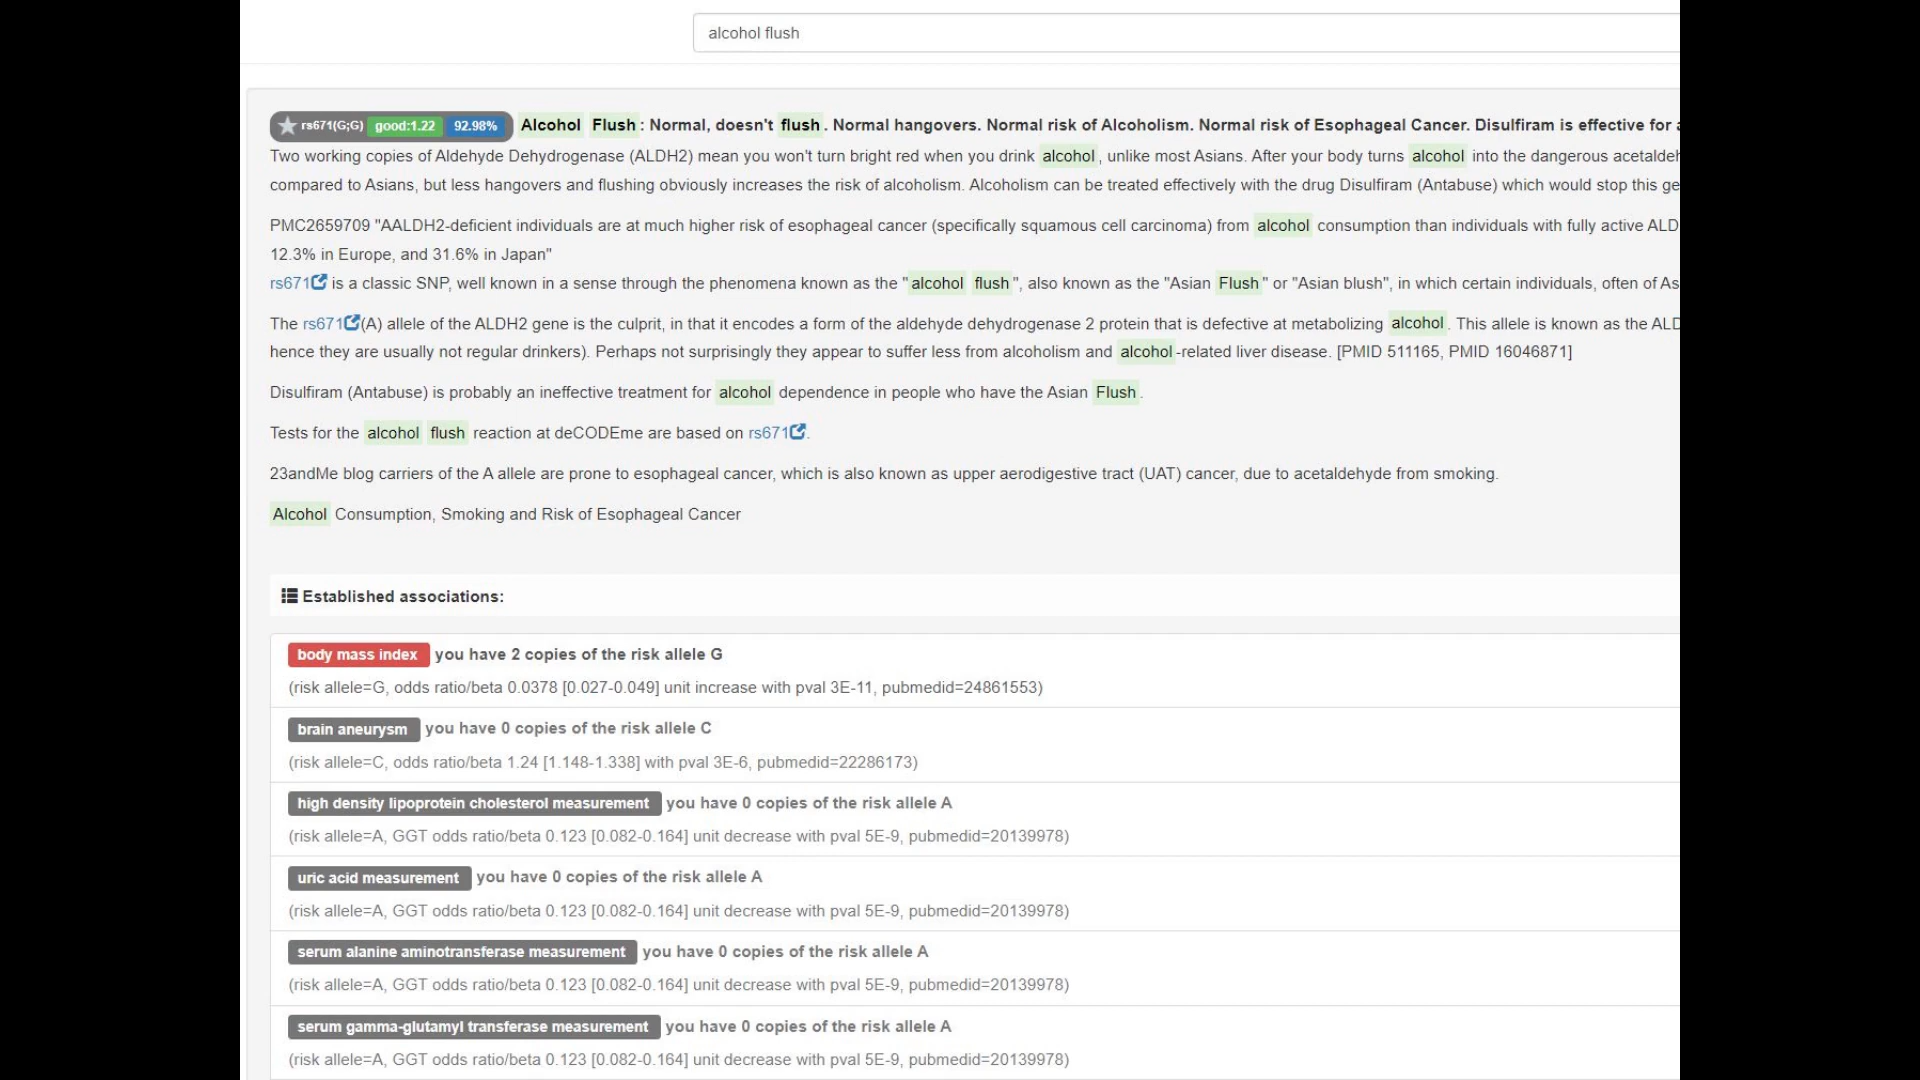 alcohol flush
rs671(G;G) good:1.22 92.98% Alcohol Flush: Normal, doesn't flush. Normal hangovers. Normal risk of Alcoholism. Normal risk of Esophageal Cancer. Disulfiram is effective for
Two working copies of Aldehyde Dehydrogenase (ALDH2) mean you won't turn bright red when you drink alcohol, unlike most Asians. After your body turns alcohol into the dangerous acetaldeh
compared to Asians, but less hangovers and flushing obviously increases the risk of alcoholism. Alcoholism can be treated effectively with the drug Disulfiram (Antabuse) which would stop this ge
PMC2659709 "AALDH2-deficient individuals are at much higher risk of esophageal cancer (specifically squamous cell carcinoma) from alcohol consumption than individuals with fully active ALD
12.3% in Europe, and 31.6% in Japan"
rs671 is a classic SNP, well known in a sense through the phenomena known as the "alcohol flush", also known as the "Asian Flush" or "Asian blush", in which certain individuals, often of As
The rs671(A) allele of the ALDH2 gene is the culprit, in that it encodes a form of the aldehyde dehydrogenase 2 protein that is defective at metabolizing alcohol. This allele is known as the ALD
hence they are usually not regular drinkers). Perhaps not surprisingly they appear to suffer less from alcoholism and alcohol-related liver disease. [PMID 511165, PMID 16046871]
Disulfiram (Antabuse) is probably an ineffective treatment for alcohol dependence in people who have the Asian Flush.
Tests for the alcohol flush reaction at deCODEme are based on rs671.
23andMe blog carriers of the A allele are prone to esophageal cancer, which is also known as upper aerodigestive tract (UAT) cancer, due to acetaldehyde from smoking.
Alcohol Consumption, Smoking and Risk of Esophageal Cancer
Established associations:
body mass index you have 2 copies of the risk allele G
(risk allele=G, odds ratio/beta 0.0378 [0.027-0.049] unit increase with pval 3E-11, pubmedid=24861553)
brain aneurysm you have 0 copies of the risk allele C
(risk allele=C, odds ratio/beta 1.24 [1.148-1.338] with pval 3E-6, pubmedid=22286173)
high density lipoprotein cholesterol measurement you have 0 copies of the risk allele A
(risk allele=A, GGT odds ratio/beta 0.123 [0.082-0.164] unit decrease with pval 5E-9, pubmedid=20139978)
uric acid measurement you have 0 copies of the risk allele A
(risk allele=A, GGT odds ratio/beta 0.123 [0.082-0.164] unit decrease with pval 5E-9, pubmedid=20139978)
serum alanine aminotransferase measurement you have 0 copies of the risk allele A
(risk allele=A, GGT odds ratio/beta 0.123 [0.082-0.164] unit decrease with pval 5E-9, pubmedid=20139978)
serum gamma-glutamyl transferase measurement you have 0 copies of the risk allele A
(risk allele=A, GGT odds ratio/beta 0.123 [0.082-0.164] unit decrease with pval 5E-9, pubmedid=20139978)